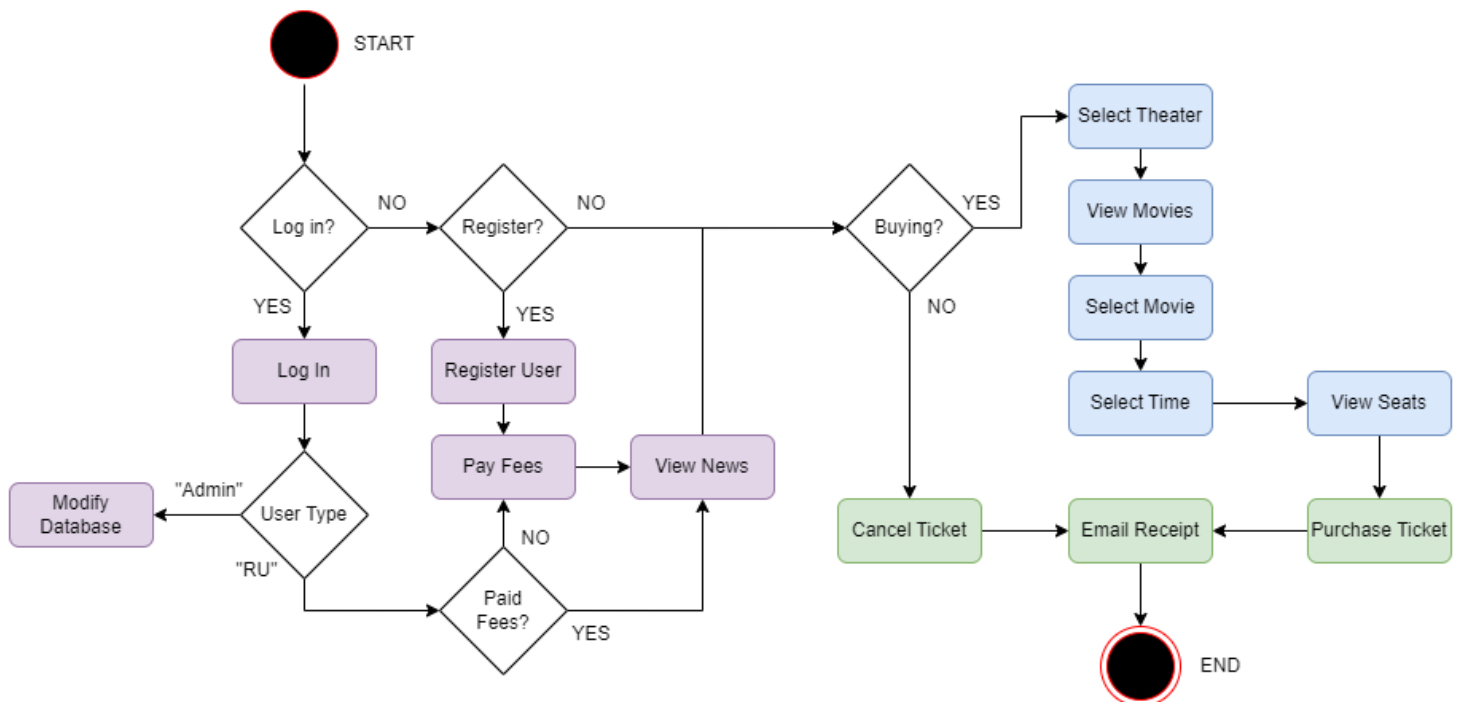 START
Select Theater
NO
NO
YES
Log in?
Register?
Buying?
View Movies
YES
YES
NO
Select Movie
Log In
Register User
Select Time
View Seats
Pay Fees
View News
"Admin"
Modify
Database
User Type
Cancel Ticket
Email Receipt
Purchase Ticket
"RU"
NO
Paid
Fees?
YES
END